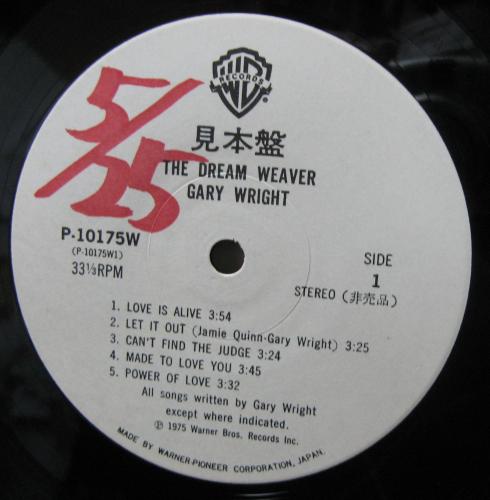 WB
RECORDS
5/25
見本盤
THE DREAM WEAVER
GARY WRIGHT
P-10175W
(P-10175W1)
33⅓RPM
SIDE
1
STEREO (非売品)
1. LOVE IS ALIVE 3:54
2. LET IT OUT (Jamie Quinn-Gary Wright) 3:25
3. CAN'T FIND THE JUDGE 3:24
4. MADE TO LOVE YOU 3:45
5. POWER OF LOVE 3:32
All songs written by Gary Wright
except where indicated.
℗ 1975 Warner Bros. Records Inc.
MADE BY WARNER-PIONEER CORPORATION, JAPAN.